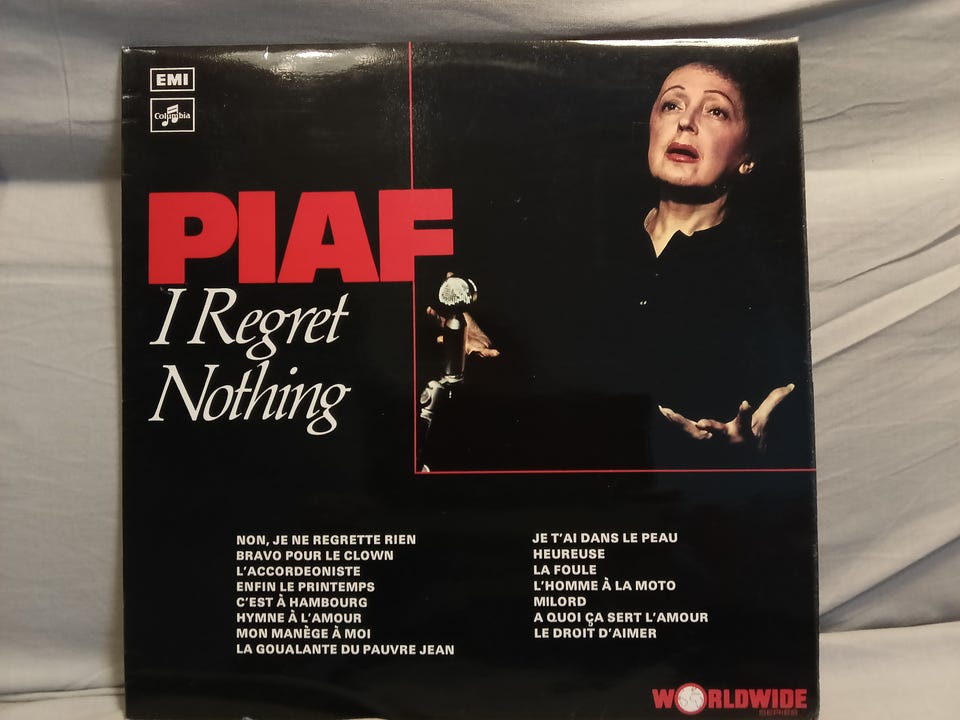 EMI
Columbia
PIAF
I Regret
Nothing
NON, JE NE REGRETTE RIEN
BRAVO POUR LE CLOWN
L'ACCORDEONISTE
ENFIN LE PRINTEMPS
C'EST À HAMBOURG
HYMNE À L'AMOUR
MON MANÈGE À MOI
LA GOUALANTE DU PAUVRE JEAN
JE T'AI DANS LE PEAU
HEUREUSE
LA FOULE
L'HOMME À LA MOTO
MILORD
A QUOI ÇA SERT L'AMOUR
LE DROIT D'AIMER
WORLDWIDE
SERIES